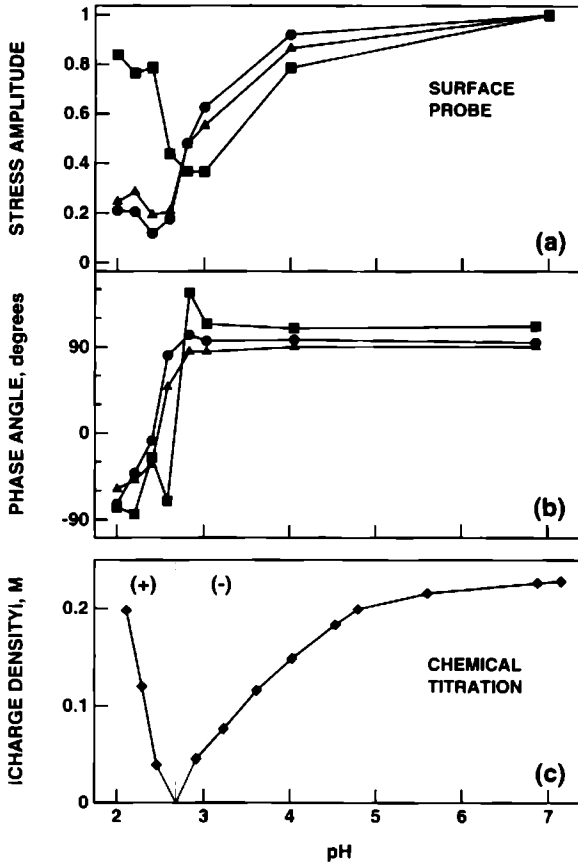 STRESS AMPLITUDE
1
0.8
0.6
0.4
0.2
0
SURFACE
PROBE
(a)
PHASE ANGLE, degrees
90
0
-90
(b)
|CHARGE DENSITY|, M
0.2
0.1
0
(+)
(-)
CHEMICAL
TITRATION
(c)
2
3
4
5
6
7
pH